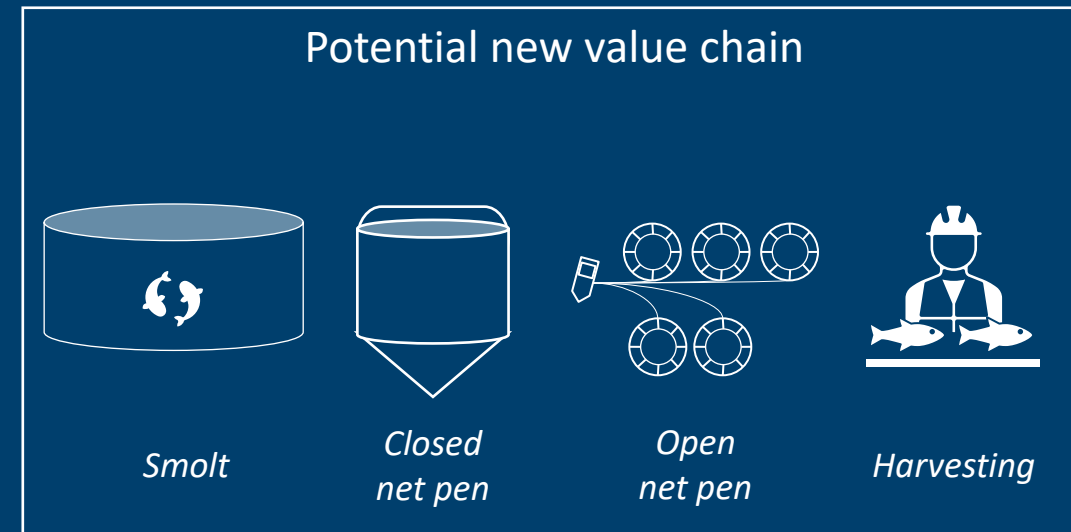 Potential new value chain
Smolt
Closed
net pen
Open
net pen
Harvesting